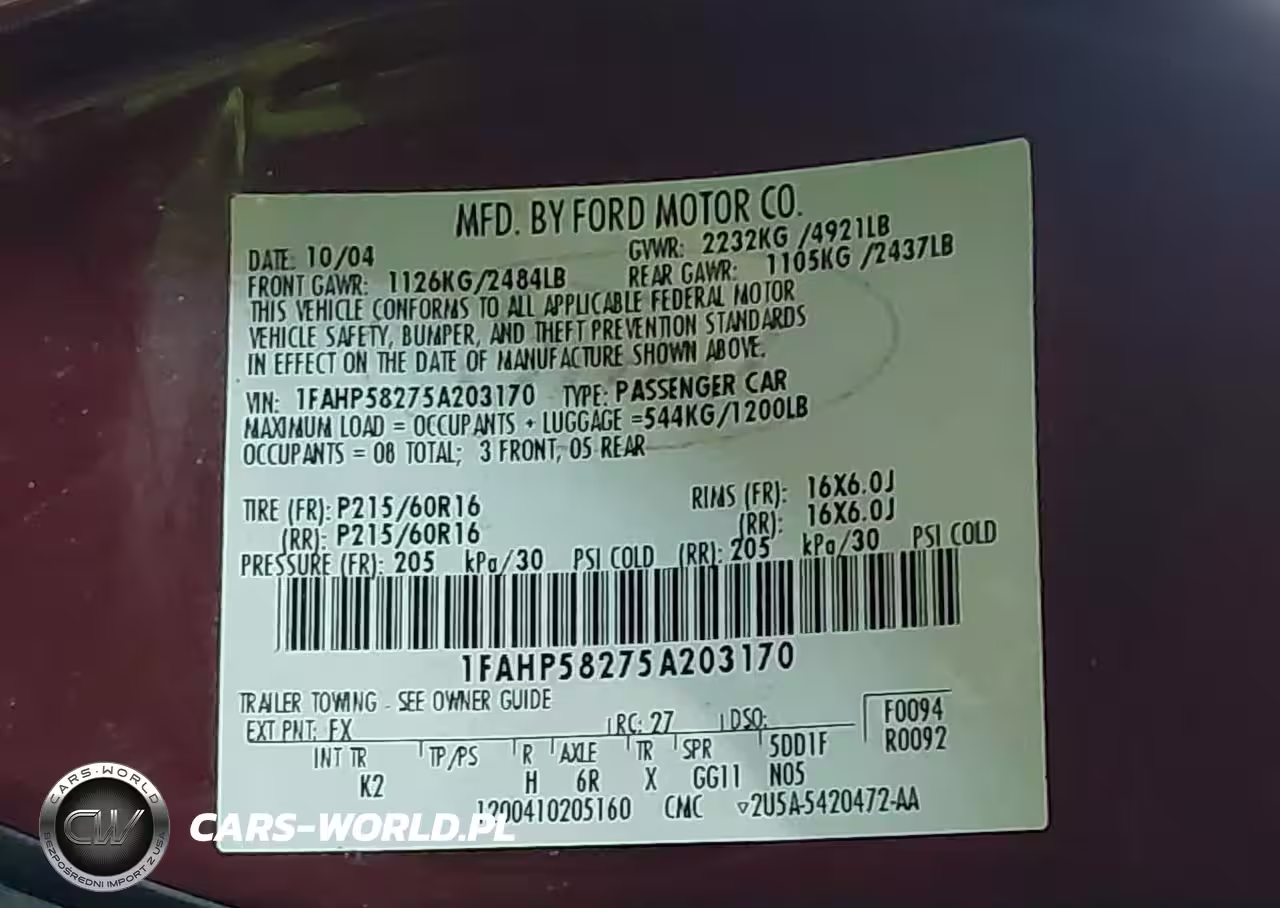 MFD. BY FORD MOTOR CO.
DATE: 10/04 GVWR: 2232KG /4921LB
FRONT GAWR: 1126KG/2484LB REAR GAWR: 1105KG /2437LB
THIS VEHICLE CONFORMS TO ALL APPLICABLE FEDERAL MOTOR
VEHICLE SAFETY, BUMPER, AND THEFT PREVENTION STANDARDS
IN EFFECT ON THE DATE OF MANUFACTURE SHOWN ABOVE.
VIN: 1FAHP58275A203170 TYPE: PASSENGER CAR
MAXIMUM LOAD = OCCUPANTS + LUGGAGE =544KG/1200LB
OCCUPANTS = 08 TOTAL; 3 FRONT, 05 REAR
TIRE (FR): P215/60R16 RIMS (FR): 16X6.0J
(RR): P215/60R16 (RR): 16X6.0J
PRESSURE (FR): 205 kPa/30 PSI COLD (RR): 205 kPa/30 PSI COLD
1FAHP58275A203170
TRAILER TOWING - SEE OWNER GUIDE
EXT PNT: FX RC: 27 DSO: F0094
INT TR TP/PS R AXLE TR SPR 5DD1F R0092
K2 H 6R X GG11 N05
1200410205160 CMC ▽2U5A-5420472-AA
CARS-WORLD
CW
BEZPOŚREDNI IMPORT Z USA
CARS-WORLD.PL